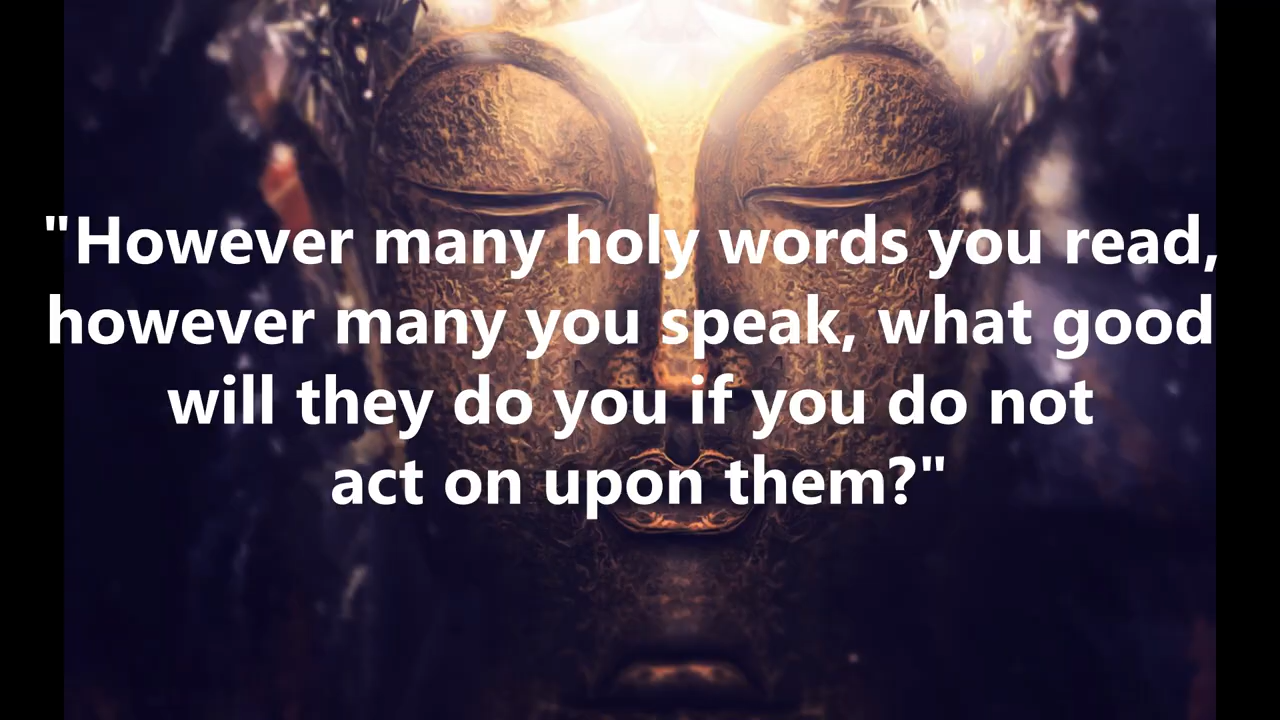 "However many holy words you read,
however many you speak, what good
will they do you if you do not
act on upon them?"